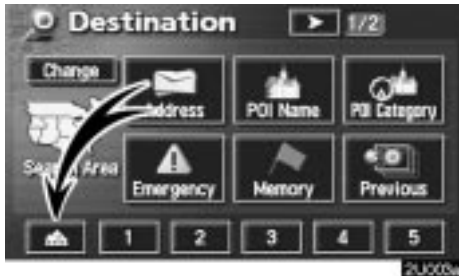 Destination 1/2
Change
Address POI Name POI Category
Search Area
Emergency Memory Previous
1 2 3 4 5
2U003a